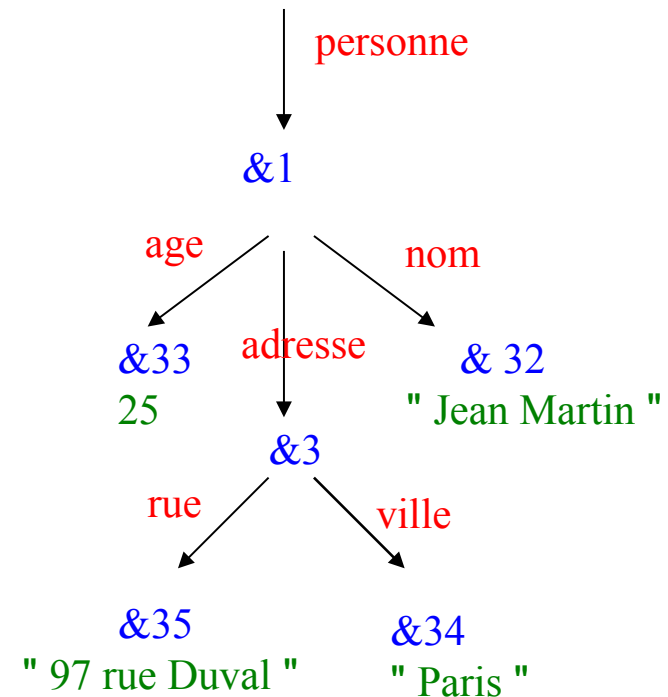 personne
&1
age
nom
&33
adresse
& 32
25
" Jean Martin "
&3
rue
ville
&35
&34
" 97 rue Duval "
" Paris "